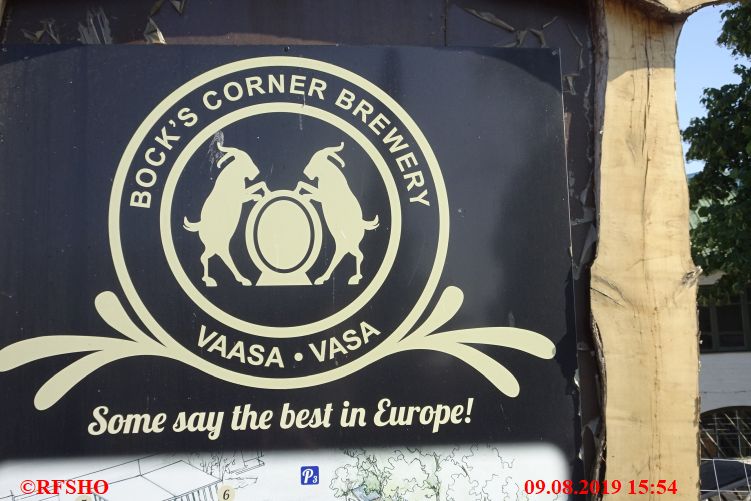 BOCK'S CORNER BREWERY
VAASA • VASA
Some say the best in Europe!
P3
6
©RFSHO
09.08.2019 15:54